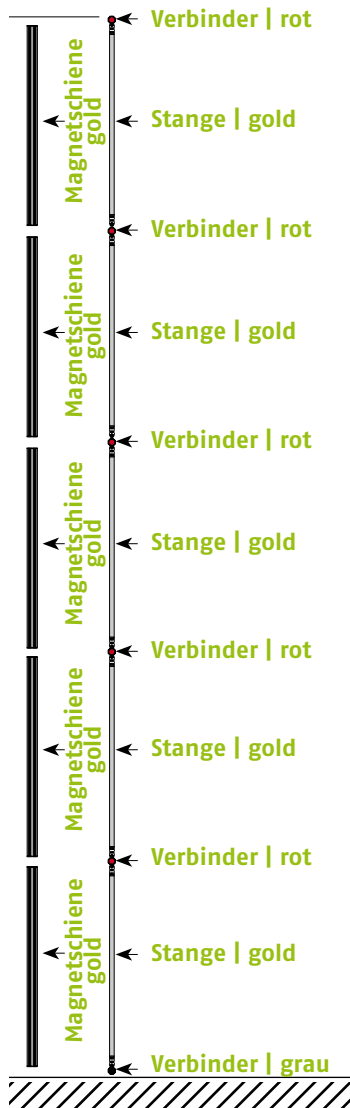 Verbinder | rot
Magnetschiene
gold
Stange | gold
Verbinder | rot
Magnetschiene
gold
Stange | gold
Verbinder | rot
Magnetschiene
gold
Stange | gold
Verbinder | rot
Magnetschiene
gold
Stange | gold
Verbinder | rot
Magnetschiene
gold
Stange | gold
Verbinder | grau